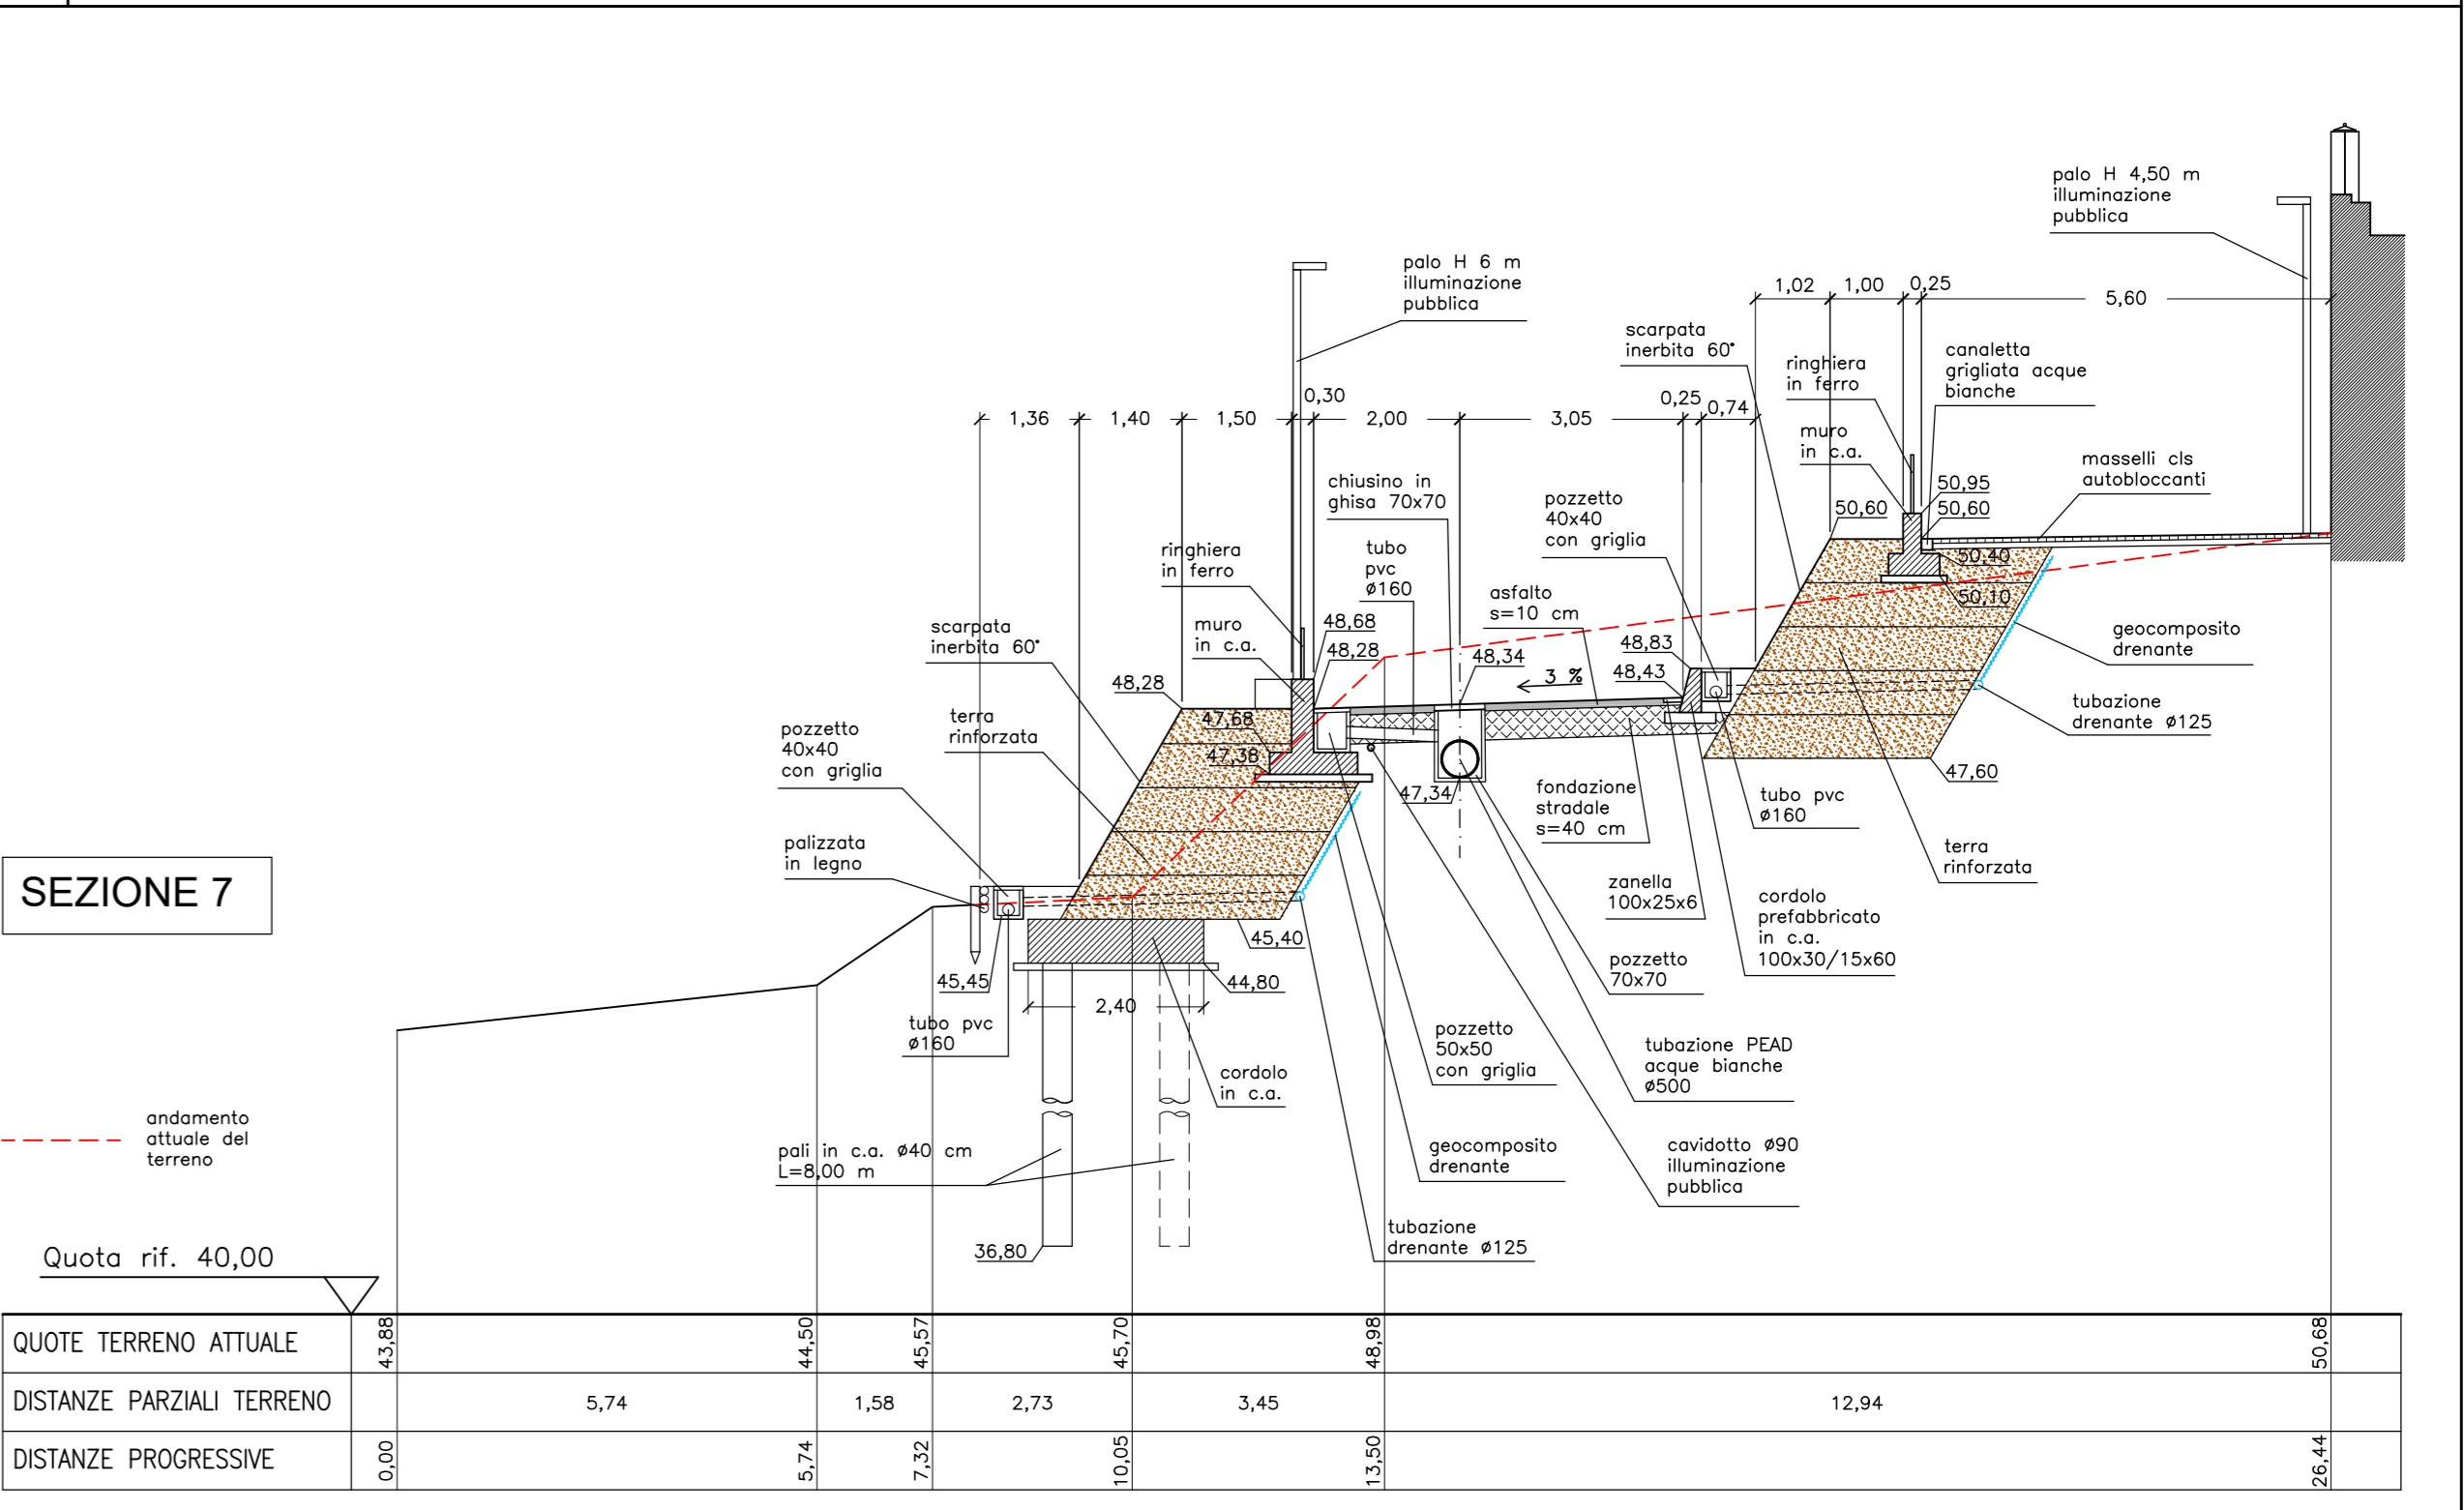 palo H 4,50 m
illuminazione
pubblica
palo H 6 m
illuminazione
pubblica
1,02
1,00
0,25
5,60
scarpata
inerbita 60°
ringhiera
in ferro
canaletta
grigliata acque
bianche
1,36
1,40
1,50
0,30
2,00
3,05
0,25
0,74
muro
in c.a.
masselli cls
autobloccanti
chiusino in
ghisa 70x70
pozzetto
40x40
con griglia
50,60
50,95
50,60
ringhiera
in ferro
tubo
pvc
ø160
asfalto
s=10 cm
50,40
50,10
scarpata
inerbita 60°
muro
in c.a.
48,68
48,28
48,34
48,83
48,43
3 %
geocomposito
drenante
48,28
47,68
47,38
terra
rinforzata
pozzetto
40x40
con griglia
tubazione
drenante ø125
47,60
47,34
fondazione
stradale
s=40 cm
tubo pvc
ø160
palizzata
in legno
terra
rinforzata
SEZIONE 7
zanella
100x25x6
cordolo
prefabbricato
in c.a.
100x30/15x60
45,40
45,45
44,80
2,40
pozzetto
70x70
tubo pvc
ø160
pozzetto
50x50
con griglia
tubazione PEAD
acque bianche
ø500
cordolo
in c.a.
andamento
attuale del
terreno
pali in c.a. ø40 cm
L=8,00 m
geocomposito
drenante
cavidotto ø90
illuminazione
pubblica
tubazione
drenante ø125
36,80
Quota rif. 40,00
QUOTE TERRENO ATTUALE
43,88
44,50
45,57
45,70
48,98
50,68
DISTANZE PARZIALI TERRENO
5,74
1,58
2,73
3,45
12,94
DISTANZE PROGRESSIVE
0,00
5,74
7,32
10,05
13,50
26,44